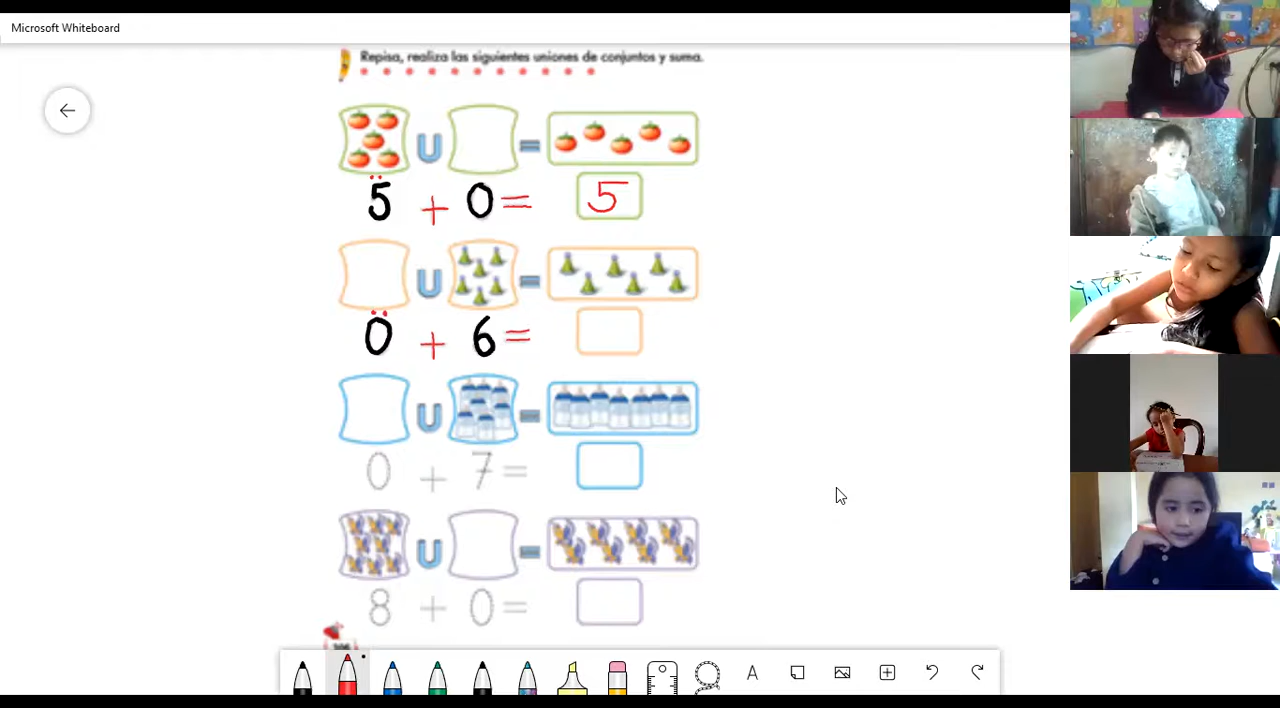 Microsoft Whiteboard
Repisa, realiza las siguientes uniones de conjuntos y suma.
U =
5 + 0 = 5
U =
0 + 6 =
U =
0 + 7 =
U =
8 + 0 =
A